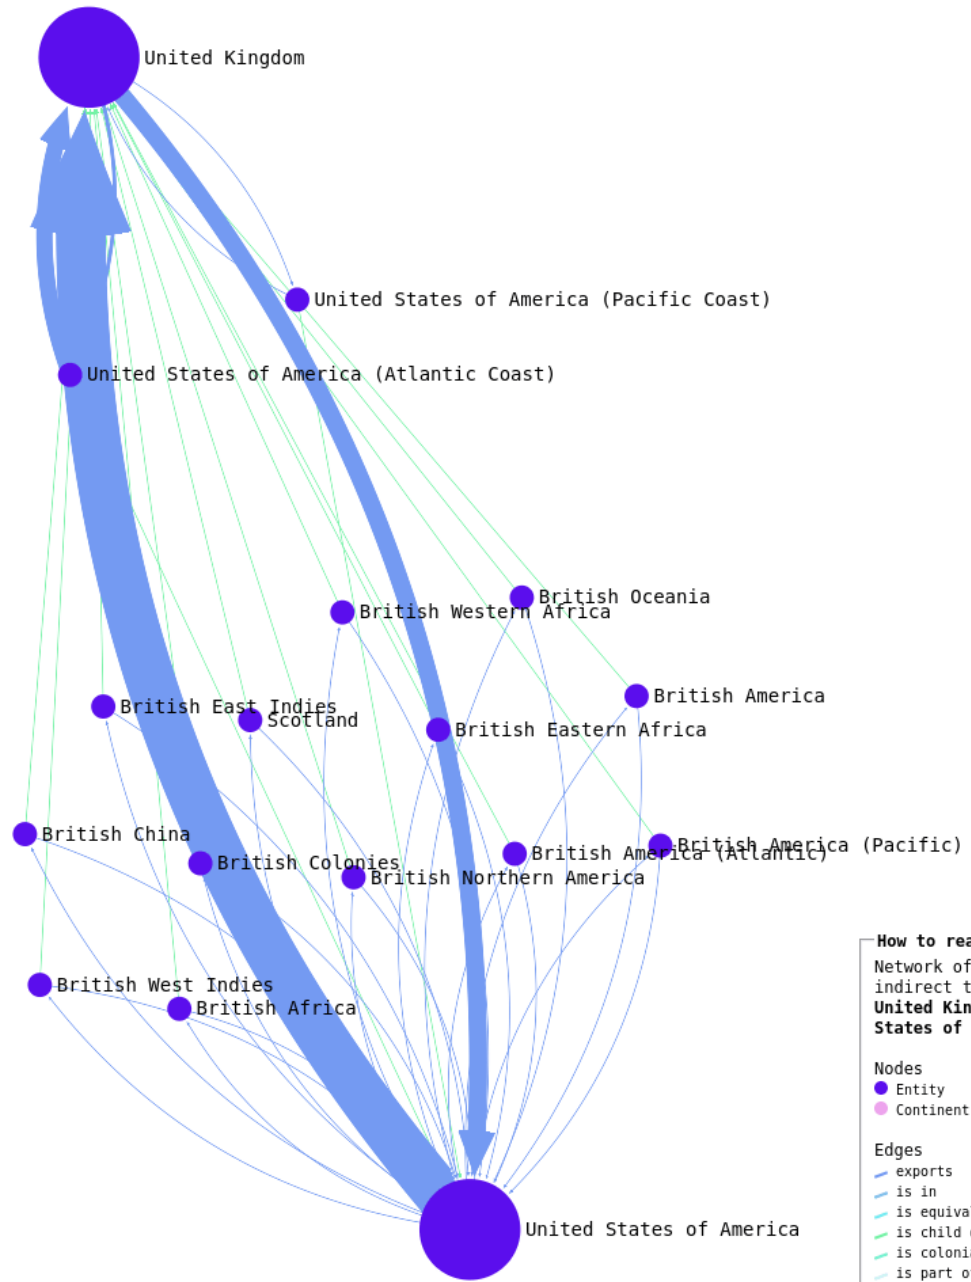 United Kingdom
United States of America (Pacific Coast)
United States of America (Atlantic Coast)
British Oceania
British Western Africa
British America
British East Indies
Scotland
British Eastern Africa
British China
British America (Pacific)
British America (Atlantic)
British Colonies
British Northern America
British West Indies
British Africa
United States of America
How to rea
Network of
indirect t
United Kin
States of
Nodes
Entity
Continent
Edges
exports
is in
is equiva
is child
is colonia
is part of